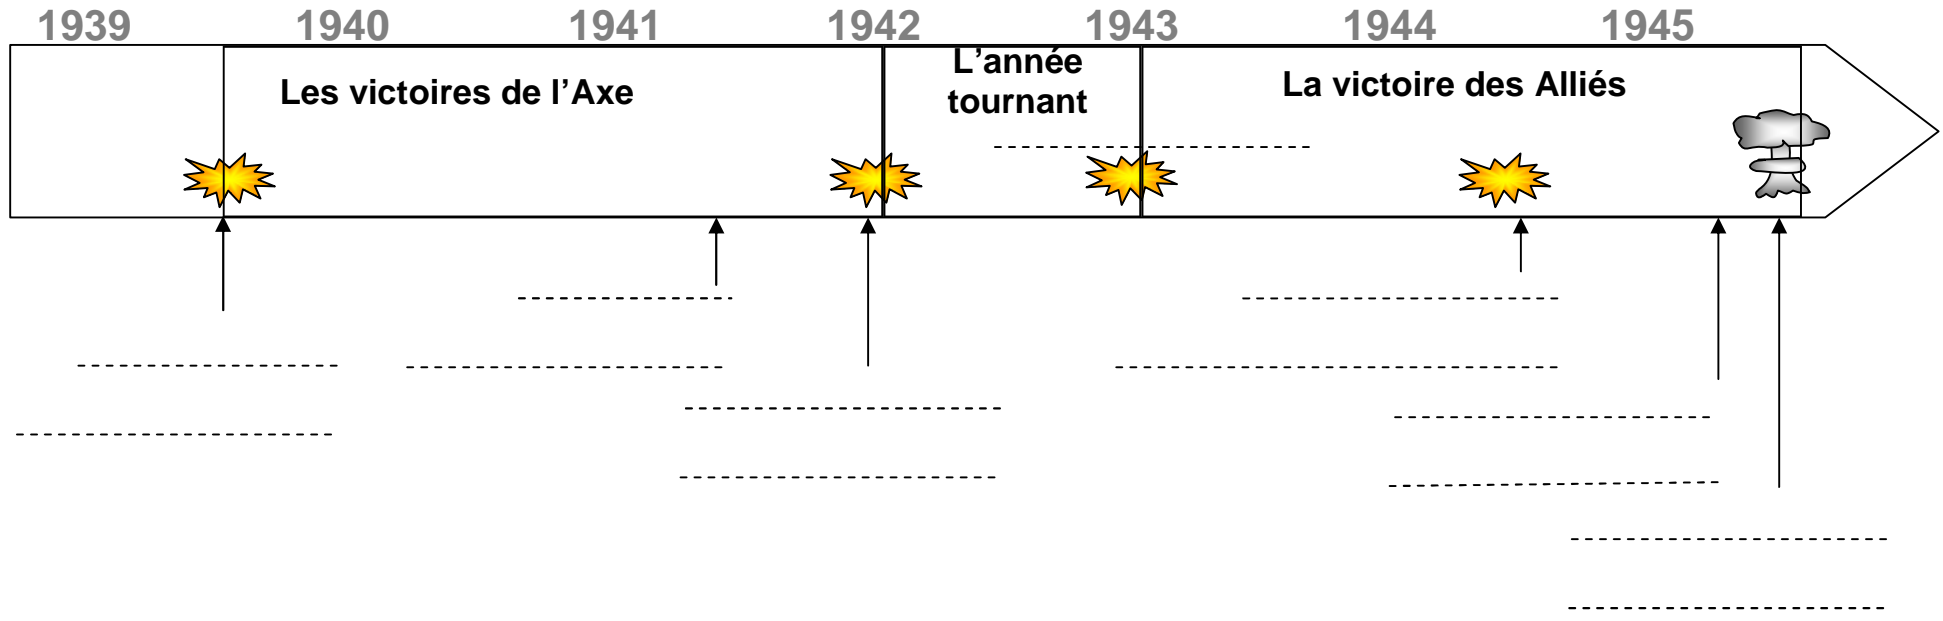 1939 1940 1941 1942 1943 1944 1945
Les victoires de l’Axe
L’année
tournant
La victoire des Alliés